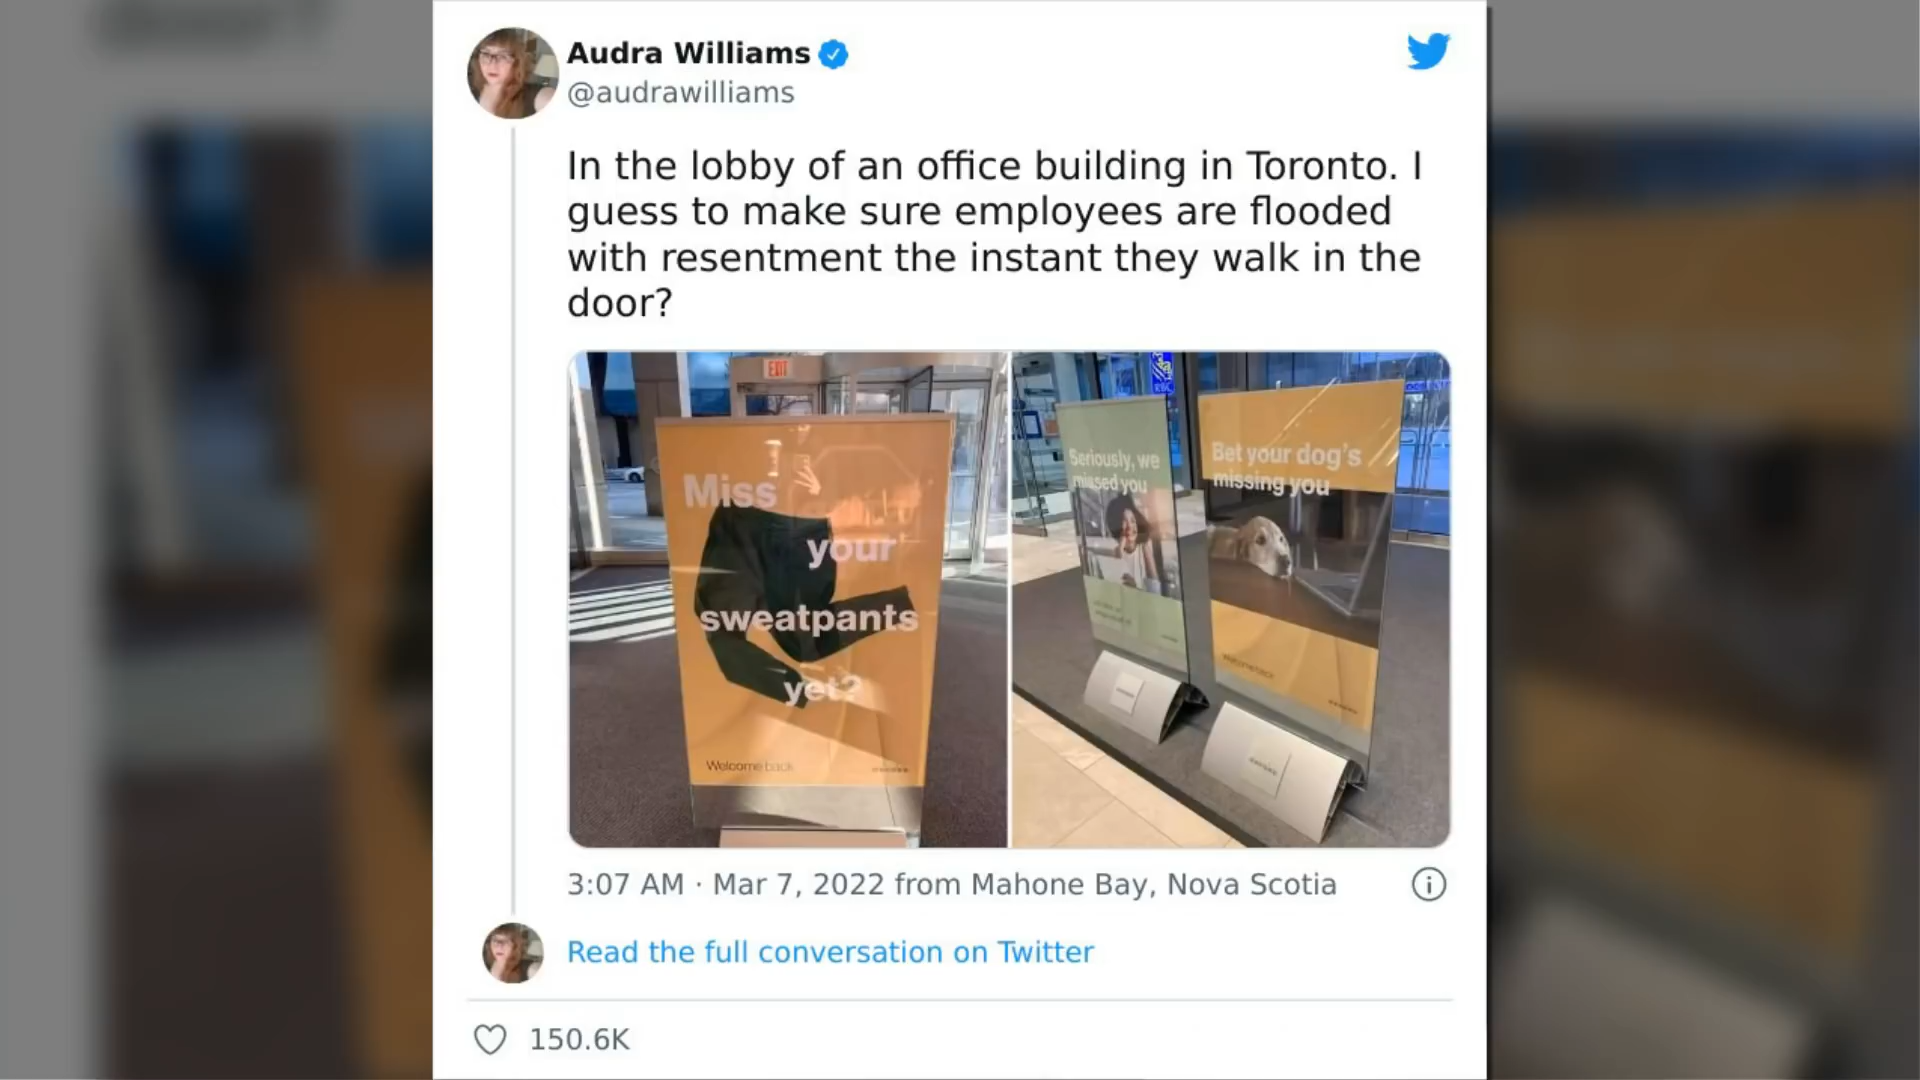 Audra Williams
@audrawilliams
In the lobby of an office building in Toronto. I
guess to make sure employees are flooded
with resentment the instant they walk in the
door?
EXIT
Miss
your
sweatpants
yet?
Welcome back
RBC
Seriously, we
missed you
Bet your dog's
missing you
Welcome back
3:07 AM · Mar 7, 2022 from Mahone Bay, Nova Scotia
Read the full conversation on Twitter
150.6K